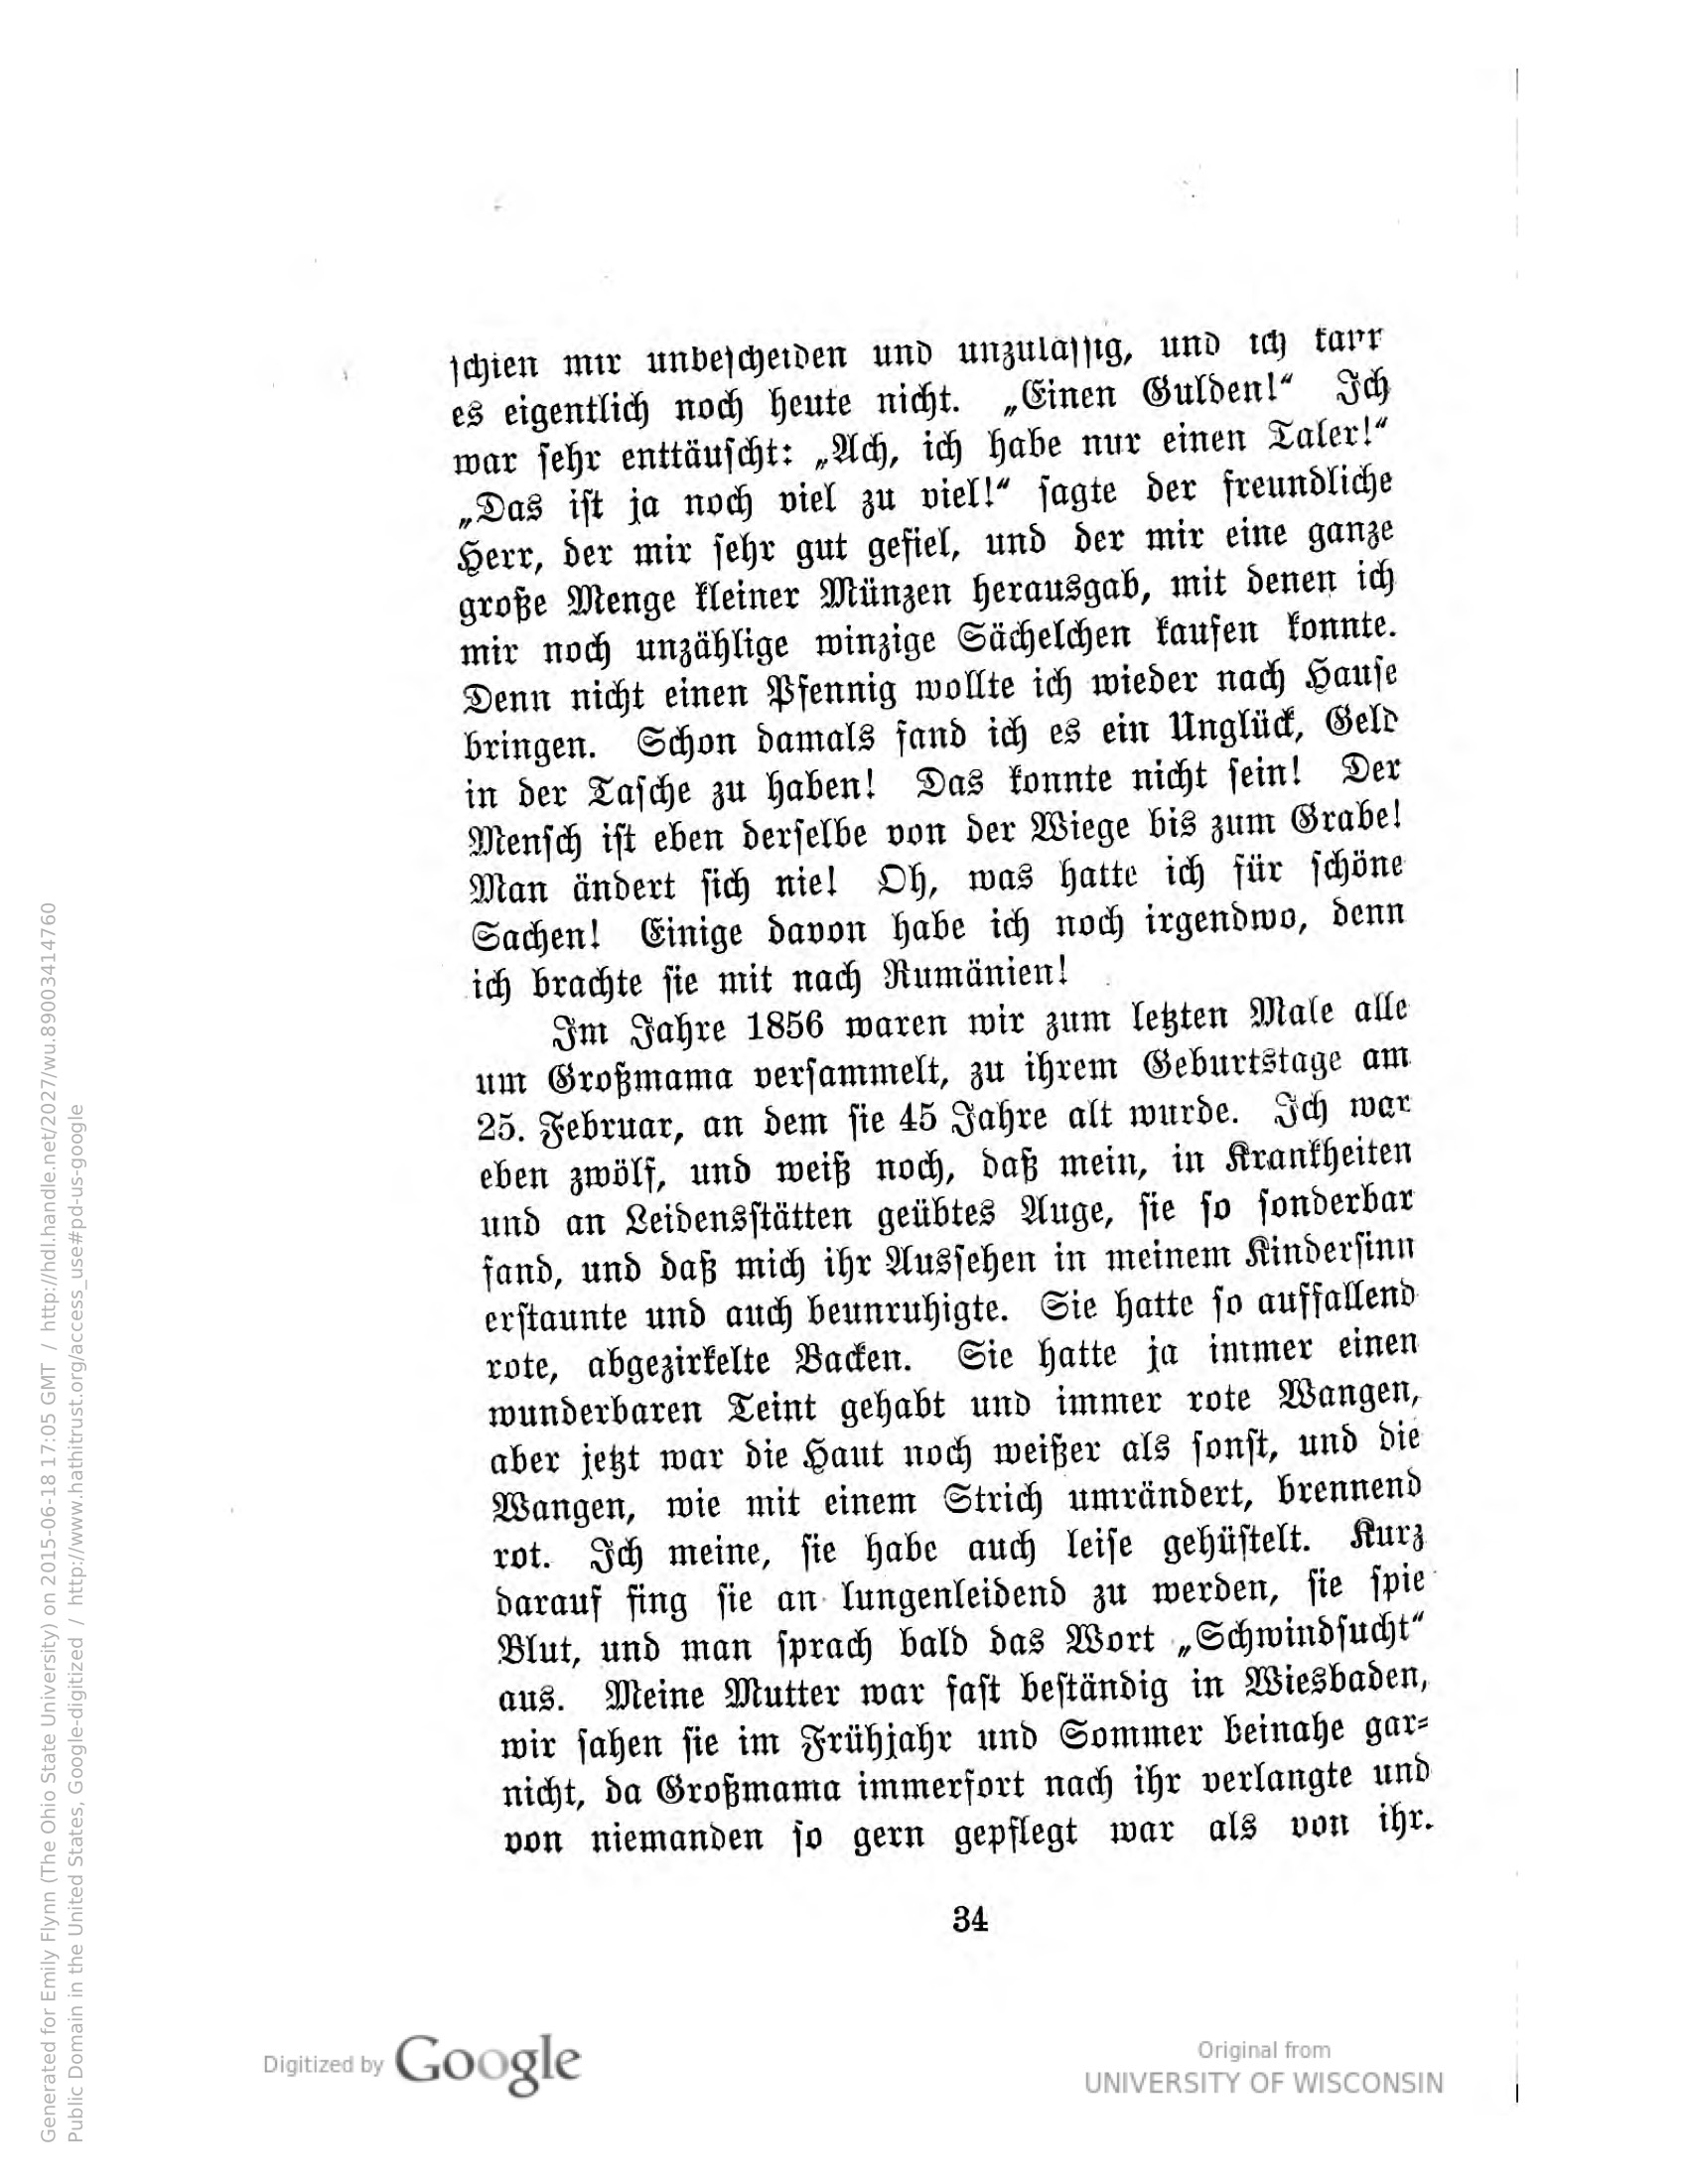 schien mir unbescheiden und unzulässig, und ich kann
es eigentlich noch heute nicht. „Einen Gulden!“ Ich
war sehr enttäuscht: „Ach, ich habe nur einen Taler!“
„Das ist ja noch viel zu viel!“ sagte der freundliche
Herr, der mir sehr gut gefiel, und der mir eine ganze
große Menge kleiner Münzen herausgab, mit denen ich
mir noch unzählige winzige Sächelchen kaufen konnte.
Denn nicht einen Pfennig wollte ich wieder nach Hause
bringen. Schon damals fand ich es ein Unglück, Geld
in der Tasche zu haben! Das konnte nicht sein! Der
Mensch ist eben derselbe von der Wiege bis zum Grabe!
Man ändert sich nie! Oh, was hatte ich für schöne
Sachen! Einige davon habe ich noch irgendwo, denn
ich brachte sie mit nach Rumänien!
Im Jahre 1856 waren wir zum letzten Male alle
um Großmama versammelt, zu ihrem Geburtstage am
25. Februar, an dem sie 45 Jahre alt wurde. Ich war
eben zwölf, und weiß noch, daß mein, in Krankheiten
und an Leidensstätten geübtes Auge, sie so sonderbar
fand, und daß mich ihr Aussehen in meinem Kindersinn
erstaunte und auch beunruhigte. Sie hatte so auffallend
rote, abgezirkelte Backen. Sie hatte ja immer einen
wunderbaren Teint gehabt und immer rote Wangen,
aber jetzt war die Haut noch weißer als sonst, und die
Wangen, wie mit einem Strich umrändert, brennend
rot. Ich meine, sie habe auch leise gehüstelt. Kurz
darauf fing sie an lungenleidend zu werden, sie spie
Blut, und man sprach bald das Wort „Schwindsucht“
aus. Meine Mutter war fast beständig in Wiesbaden,
wir sahen sie im Frühjahr und Sommer beinahe gar-
nicht, da Großmama immerfort nach ihr verlangte und
von niemanden so gern gepflegt war als von ihr.
34
Digitized by Google
Original from
UNIVERSITY OF WISCONSIN
Generated for Emily Flynn (The Ohio State University) on 2015-06-18 17:05 GMT / http://hdl.handle.net/2027/wu.89003414760
Public Domain in the United States, Google-digitized / http://www.hathitrust.org/access_use#pd-us-google